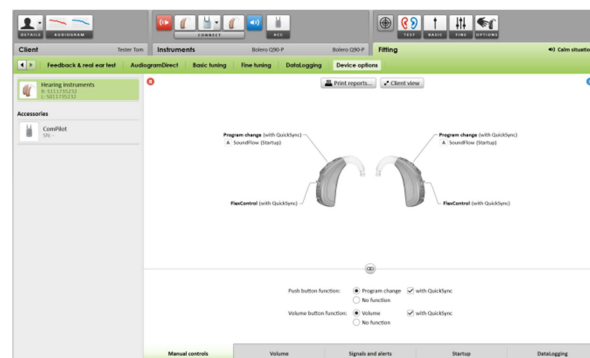 DETAILS AUDIOGRAM CONNECT ACC TEST BASIC FINE OPTIONS
Client Tester Tom Instruments Bolero Q90-P Bolero Q90-P Fitting Calm situatio
Feedback & real ear test AudiogramDirect Basic tuning Fine tuning DataLogging Device options
Hearing instruments
Print reports... Client view
Accessories
ComPilot
SN: -
Program change (with QuickSync)
A SoundFlow (Startup)
Program change (with QuickSync)
A SoundFlow (Startup)
FlexControl (with QuickSync)
FlexControl (with QuickSync)
Push button function: Program change with QuickSync
No function
Volume button function: Volume with QuickSync
No function
Manual controls Volume Signals and alerts Startup DataLogging